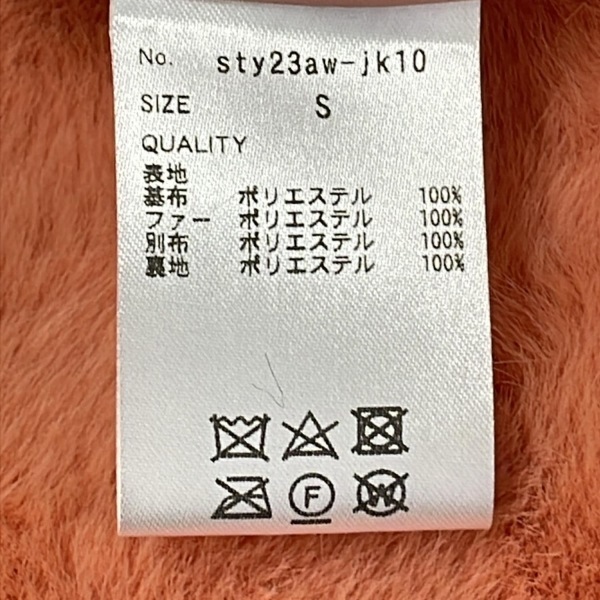 No. sty23aw-jk10
SIZE S
QUALITY
表地
基布 ポリエステル 100%
ファー ポリエステル 100%
別布 ポリエステル 100%
裏地 ポリエステル 100%
F W